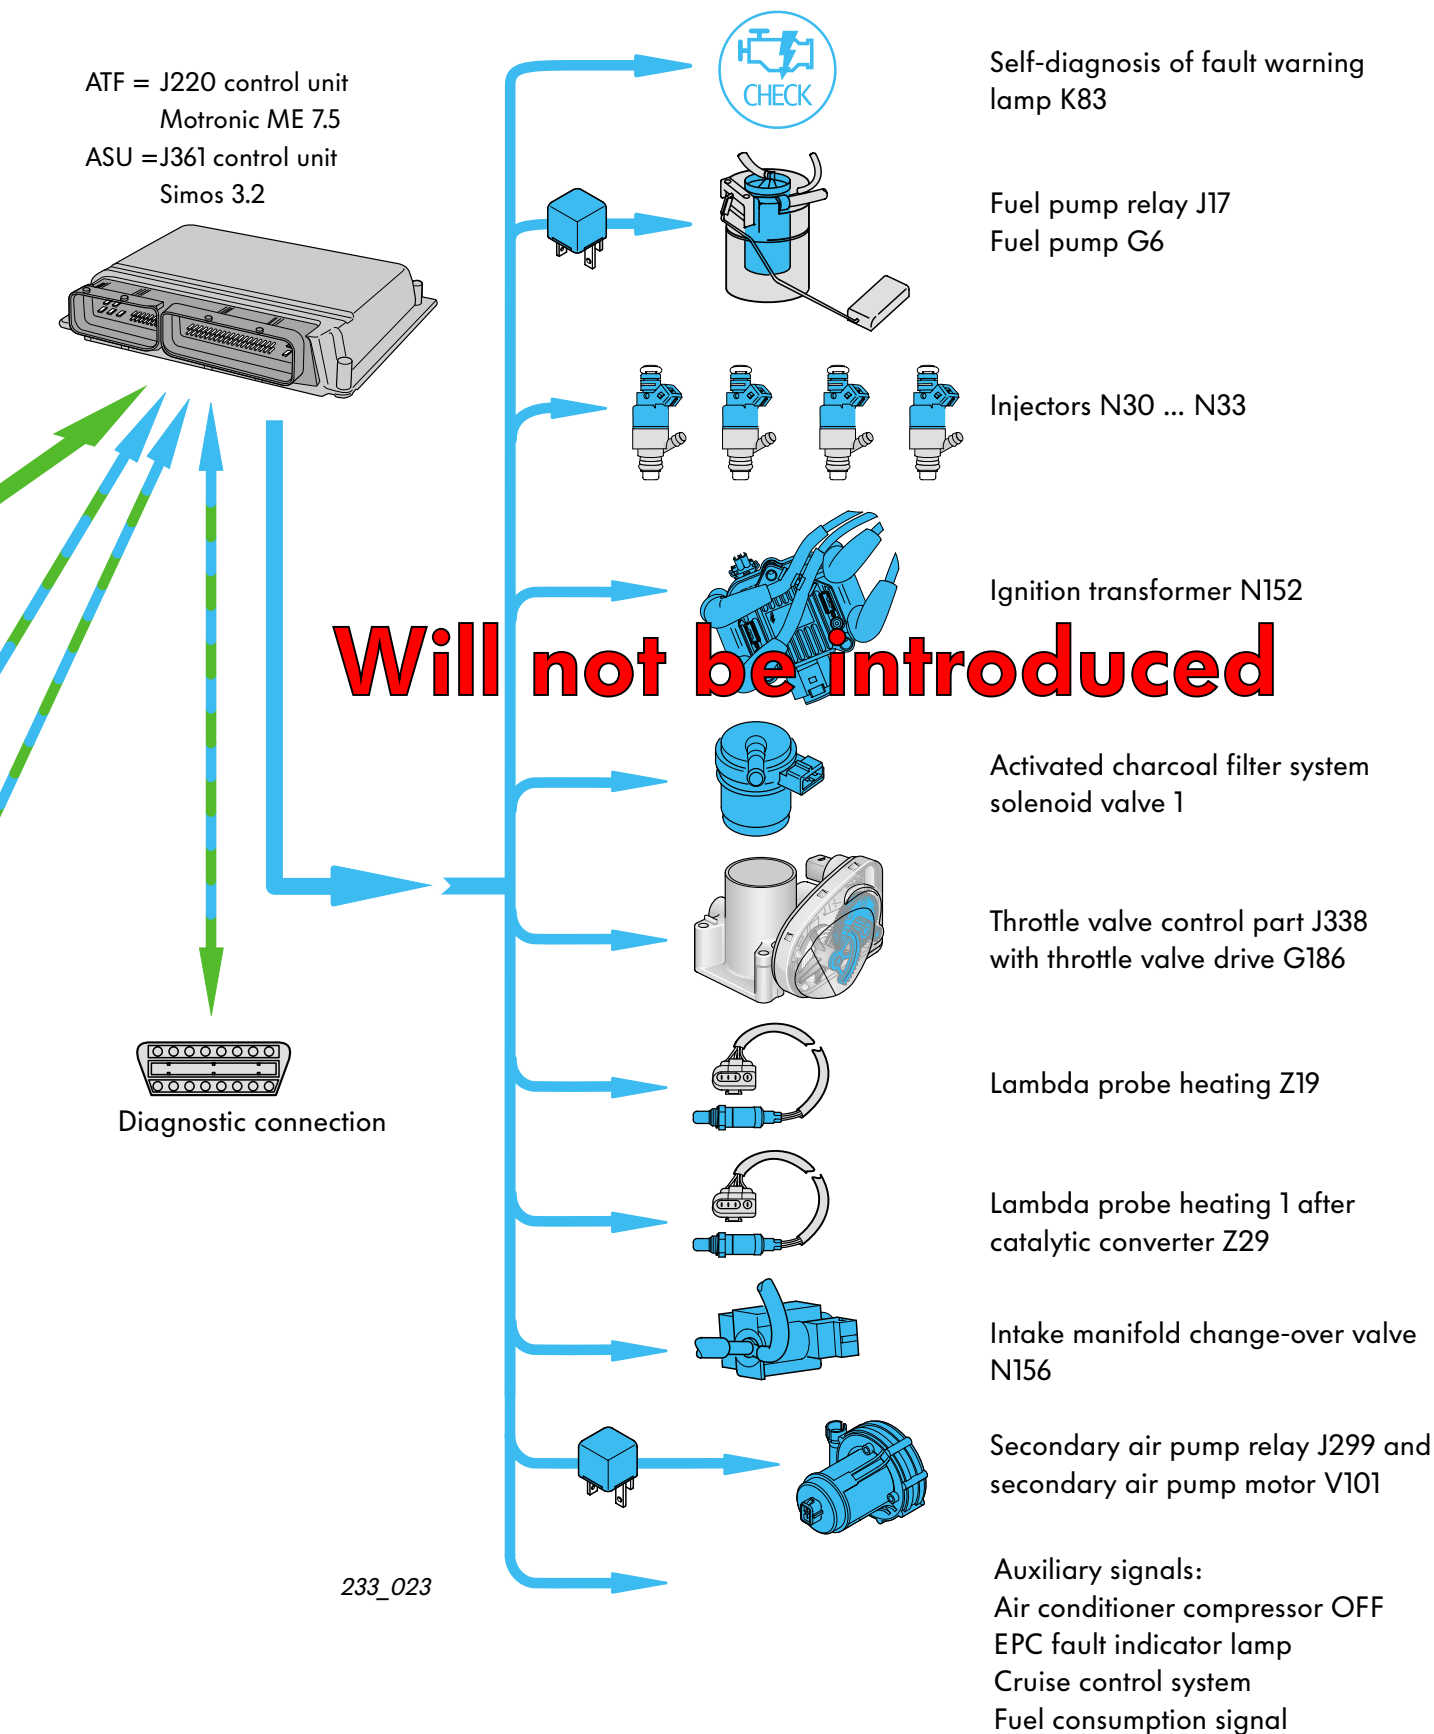 ATF = J220 control unit
Motronic ME 7.5
ASU =J361 control unit
Simos 3.2
CHECK
Self-diagnosis of fault warning
lamp K83
Fuel pump relay J17
Fuel pump G6
Injectors N30 ... N33
Ignition transformer N152
Will not be introduced
Activated charcoal filter system
solenoid valve 1
Throttle valve control part J338
with throttle valve drive G186
Diagnostic connection
Lambda probe heating Z19
Lambda probe heating 1 after
catalytic converter Z29
Intake manifold change-over valve
N156
Secondary air pump relay J299 and
secondary air pump motor V101
233_023
Auxiliary signals:
Air conditioner compressor OFF
EPC fault indicator lamp
Cruise control system
Fuel consumption signal